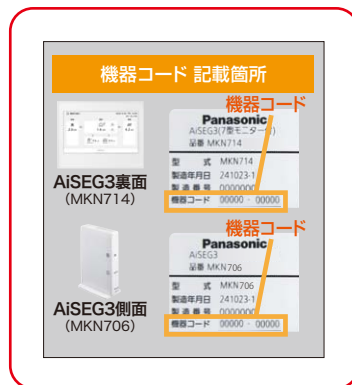 機器コード 記載箇所
機器コード
Panasonic
AiSEG3(7型モニター付)
品番 MKN714
型 式 MKN714
製造年月日 241023-1
製造番号 0000000
機器コード 00000 - 00000
AiSEG3裏面
(MKN714)
機器コード
Panasonic
AiSEG3
品番 MKN706
型 式 MKN706
製造年月日 241023-1
製造番号 0000000
機器コード 00000 - 00000
AiSEG3側面
(MKN706)